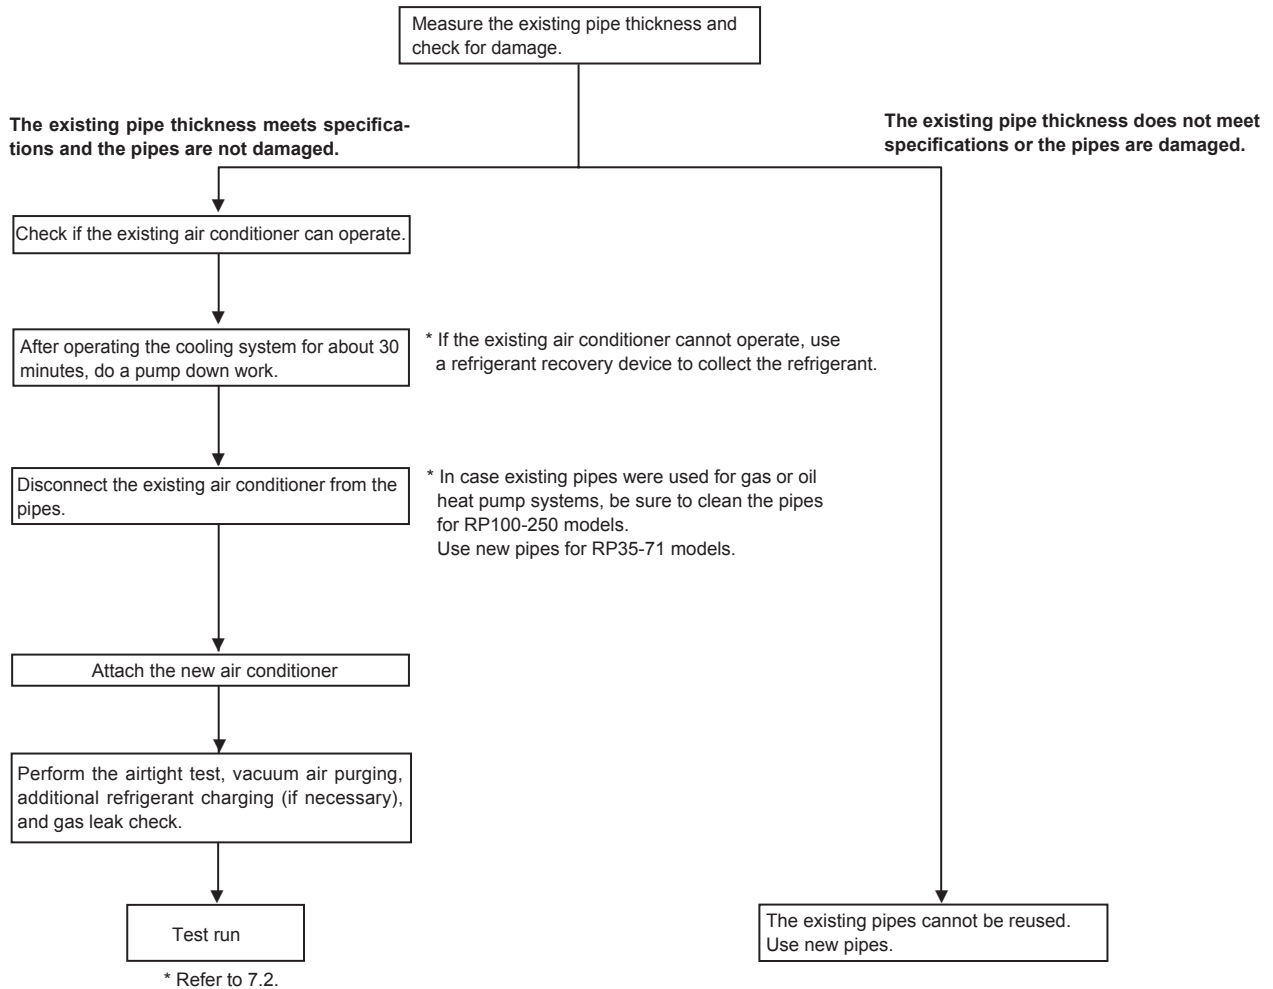 Measure the existing pipe thickness and
check for damage.
The existing pipe thickness meets specifica-
tions and the pipes are not damaged.
The existing pipe thickness does not meet
specifications or the pipes are damaged.
Check if the existing air conditioner can operate.
After operating the cooling system for about 30
minutes, do a pump down work.
* If the existing air conditioner cannot operate, use
a refrigerant recovery device to collect the refrigerant.
Disconnect the existing air conditioner from the
pipes.
* In case existing pipes were used for gas or oil
heat pump systems, be sure to clean the pipes
for RP100-250 models.
Use new pipes for RP35-71 models.
Attach the new air conditioner
Perform the airtight test, vacuum air purging,
additional refrigerant charging (if necessary),
and gas leak check.
Test run
* Refer to 7.2.
The existing pipes cannot be reused.
Use new pipes.